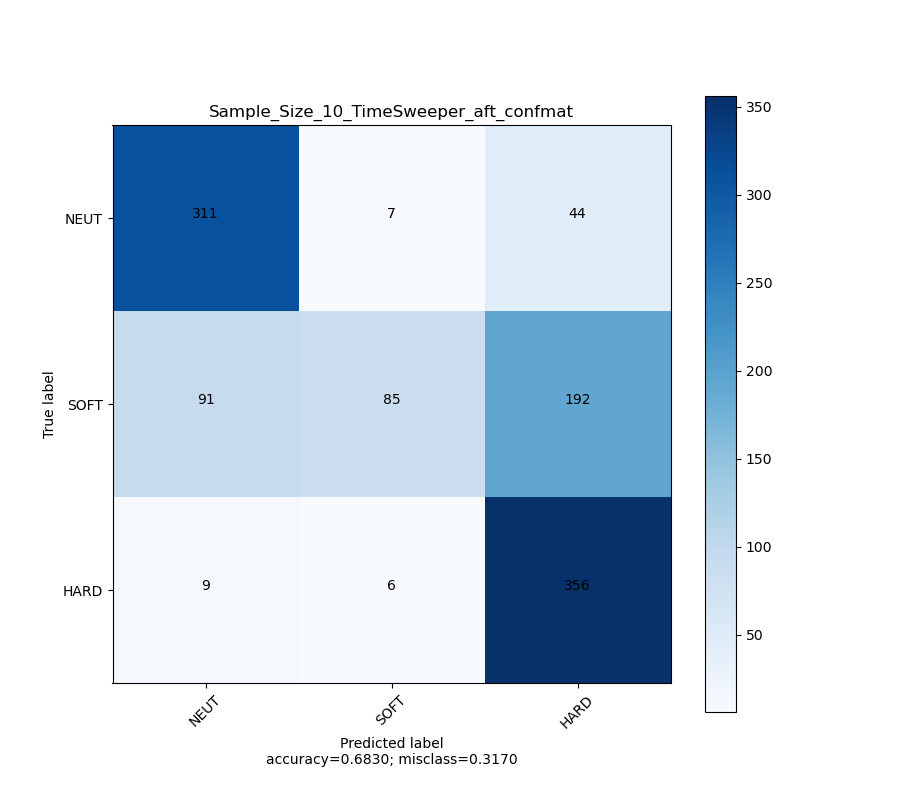 Sample_Size_10_TimeSweeper_aft_confmat
350
300
250
200
150
100
50
True label
NEUT 311 7 44
SOFT 91 85 192
HARD 9 6 356
NEUT SOFT HARD
Predicted label
accuracy=0.6830; misclass=0.3170